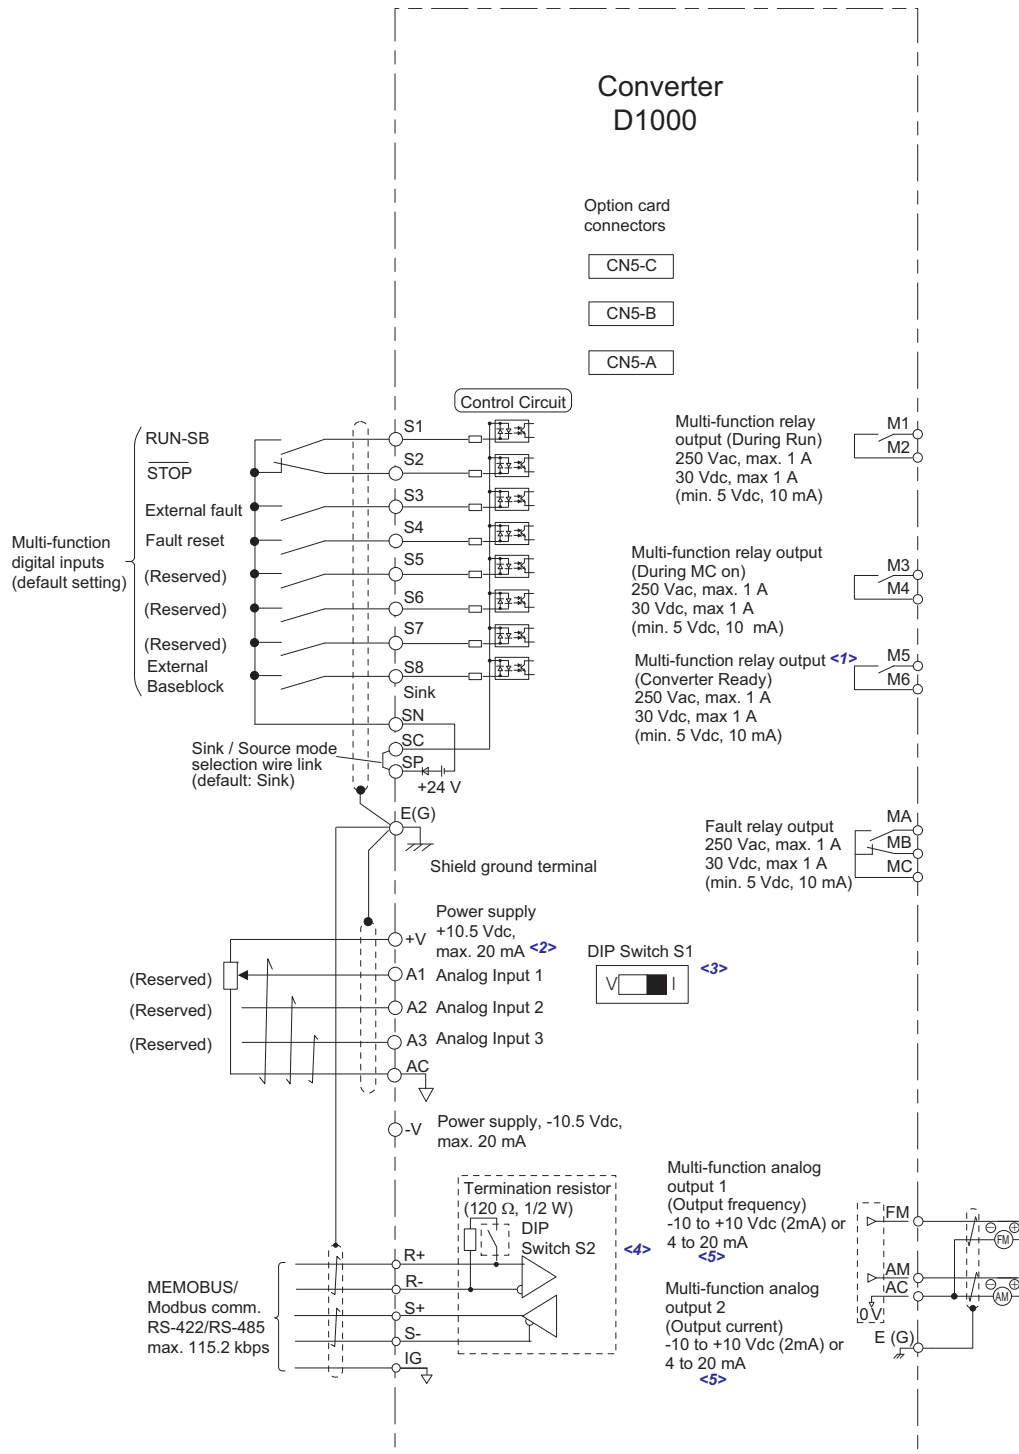 Converter
D1000
Option card
connectors
CN5-C
CN5-B
CN5-A
Control Circuit
Multi-function
digital inputs
(default setting)
RUN-SB
STOP
External fault
Fault reset
(Reserved)
(Reserved)
(Reserved)
External
Baseblock
S1
S2
S3
S4
S5
S6
S7
S8
Sink
SN
SC
SP
+24 V
Sink / Source mode
selection wire link
(default: Sink)
E(G)
Shield ground terminal
Multi-function relay
output (During Run)
250 Vac, max. 1 A
30 Vdc, max 1 A
(min. 5 Vdc, 10 mA)
M1
M2
Multi-function relay output
(During MC on)
250 Vac, max. 1 A
30 Vdc, max 1 A
(min. 5 Vdc, 10 mA)
M3
M4
Multi-function relay output <1>
(Converter Ready)
250 Vac, max. 1 A
30 Vdc, max 1 A
(min. 5 Vdc, 10 mA)
M5
M6
Fault relay output
250 Vac, max. 1 A
30 Vdc, max 1 A
(min. 5 Vdc, 10 mA)
MA
MB
MC
Power supply
+10.5 Vdc,
max. 20 mA <2>
+V
(Reserved)
A1 Analog Input 1
(Reserved)
A2 Analog Input 2
(Reserved)
A3 Analog Input 3
AC
DIP Switch S1
<3>
V I
-V
Power supply, -10.5 Vdc,
max. 20 mA
Termination resistor
(120 Ω, 1/2 W)
DIP
Switch S2
<4>
MEMOBUS/
Modbus comm.
RS-422/RS-485
max. 115.2 kbps
R+
R-
S+
S-
IG
Multi-function analog
output 1
(Output frequency)
-10 to +10 Vdc (2mA) or
4 to 20 mA
<5>
Multi-function analog
output 2
(Output current)
-10 to +10 Vdc (2mA) or
4 to 20 mA
<5>
FM
FM
AM
AC
AM
0 V
E (G)